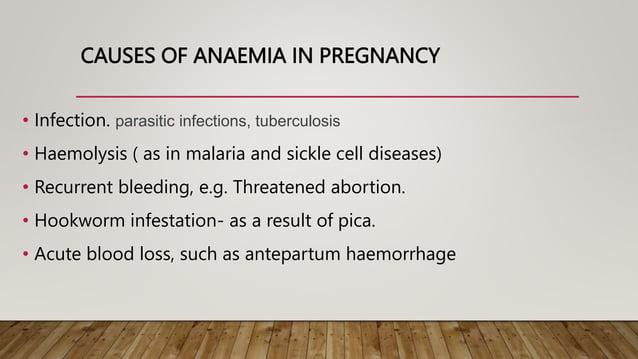 CAUSES OF ANAEMIA IN PREGNANCY
• Infection. parasitic infections, tuberculosis
• Haemolysis ( as in malaria and sickle cell diseases)
• Recurrent bleeding, e.g. Threatened abortion.
• Hookworm infestation- as a result of pica.
• Acute blood loss, such as antepartum haemorrhage